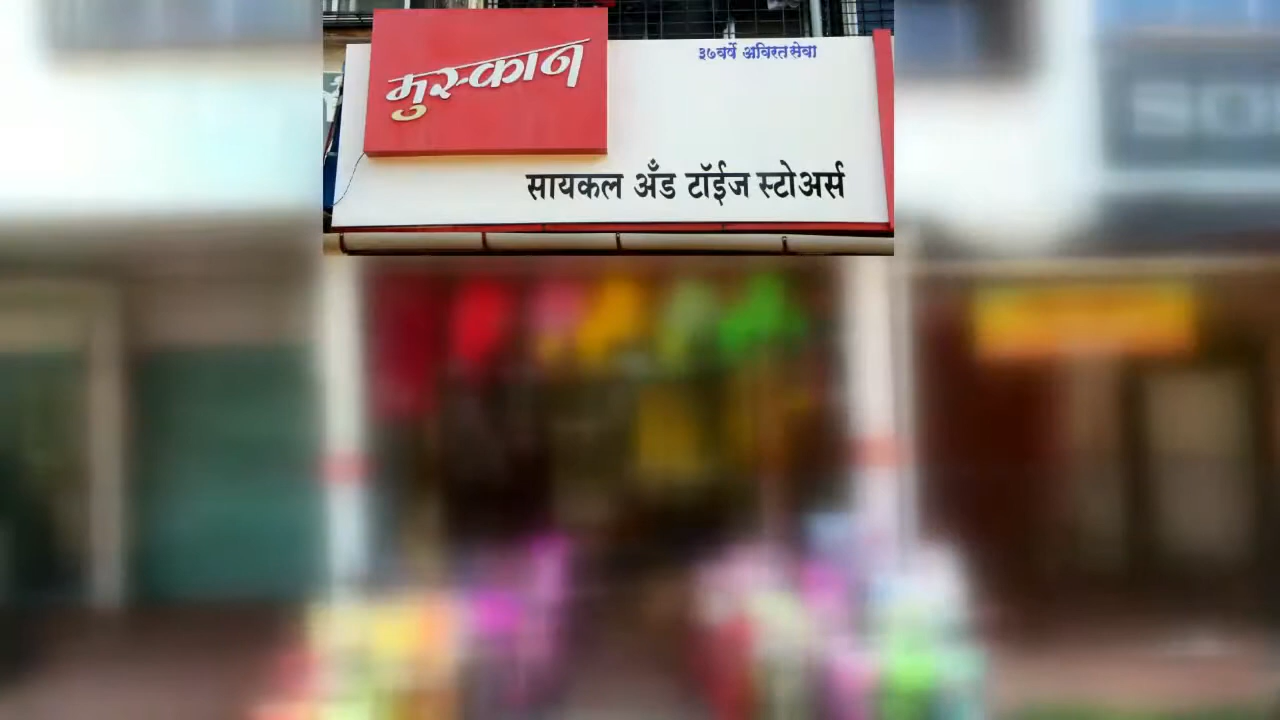 मुस्कान
३७वर्षे अविरत सेवा
सायकल अँड टॉईज स्टोअर्स